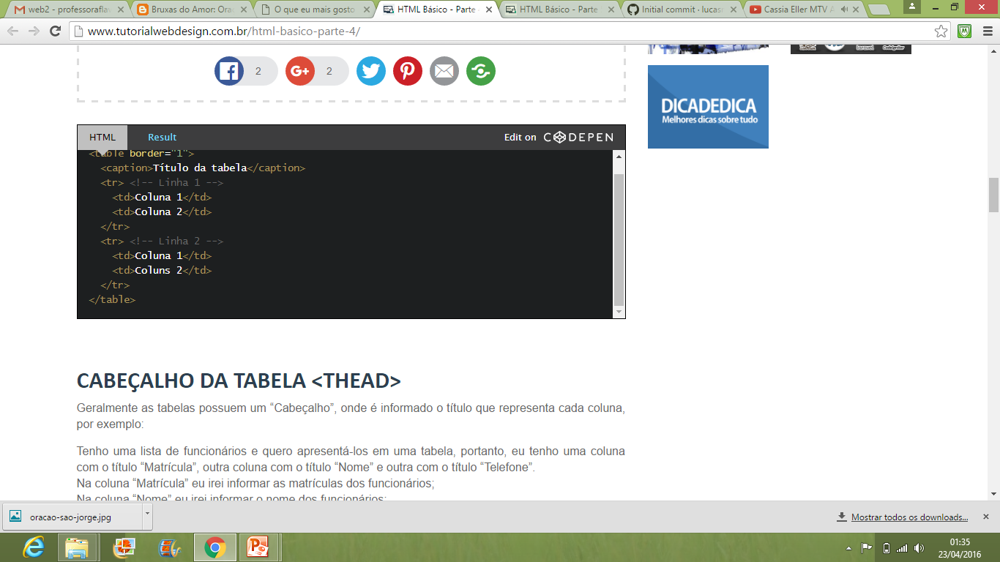 web2 - professorafla
Bruxas do Amor: Ora
O que eu mais gosto
HTML Básico - Parte
HTML Básico - Parte
Initial commit · lucasr
Cassia Eller MTV A
www.tutorialwebdesign.com.br/html-basico-parte-4/
2
2
DICADEDICA
Melhores dicas sobre tudo
HTML
Result
Edit on CODEPEN
<table border="1">
<caption>Título da tabela</caption>
<tr> <!-- Linha 1 -->
<td>Coluna 1</td>
<td>Coluna 2</td>
</tr>
<tr> <!-- Linha 2 -->
<td>Coluna 1</td>
<td>Coluns 2</td>
</tr>
</table>
CABEÇALHO DA TABELA <THEAD>
Geralmente as tabelas possuem um “Cabeçalho”, onde é informado o título que representa cada coluna,
por exemplo:
Tenho uma lista de funcionários e quero apresentá-los em uma tabela, portanto, eu tenho uma coluna
com o título “Matrícula”, outra coluna com o título “Nome” e outra com o título “Telefone”.
Na coluna “Matrícula” eu irei informar as matrículas dos funcionários;
Na coluna “Nome” eu irei informar o nome dos funcionários;
oracao-sao-jorge.jpg
Mostrar todos os downloads...
01:35
23/04/2016